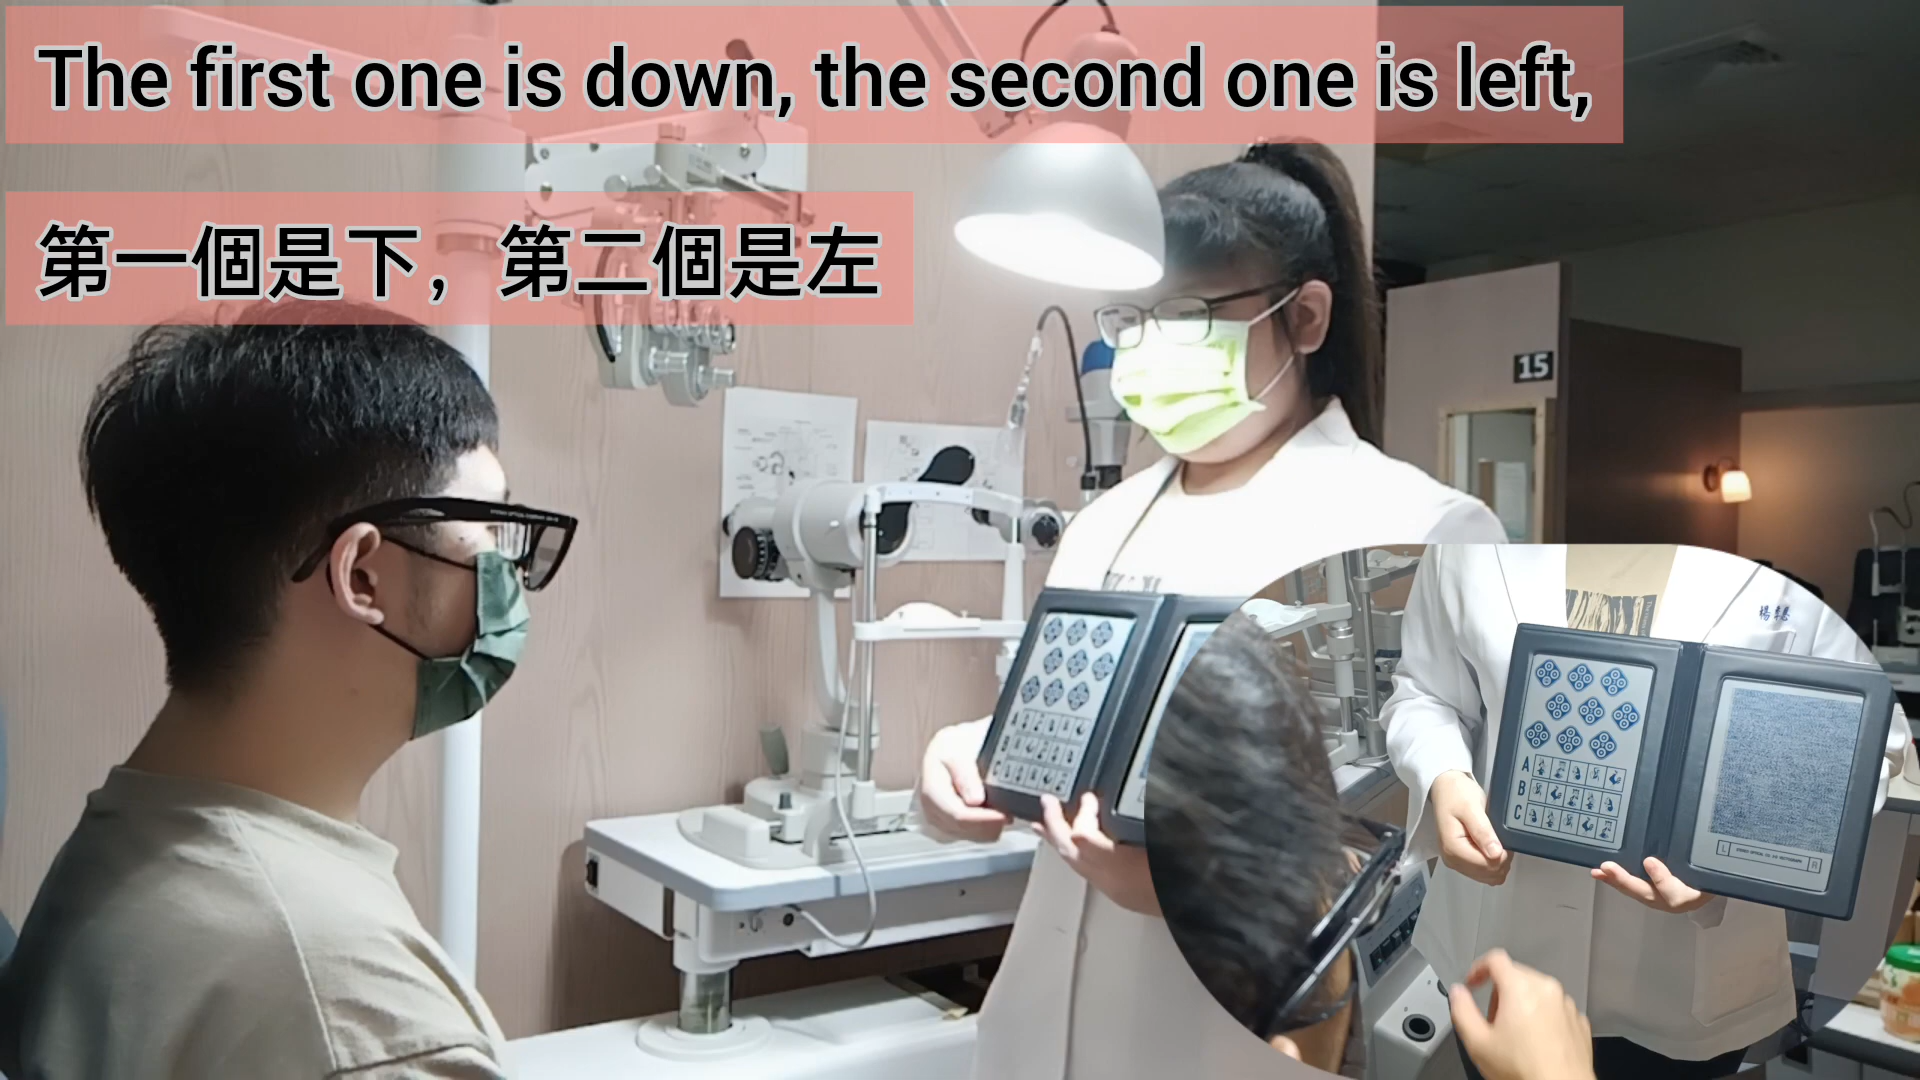 The first one is down, the second one is left,
第一個是下，第二個是左
15
A
B
C
A
B
C
L
R